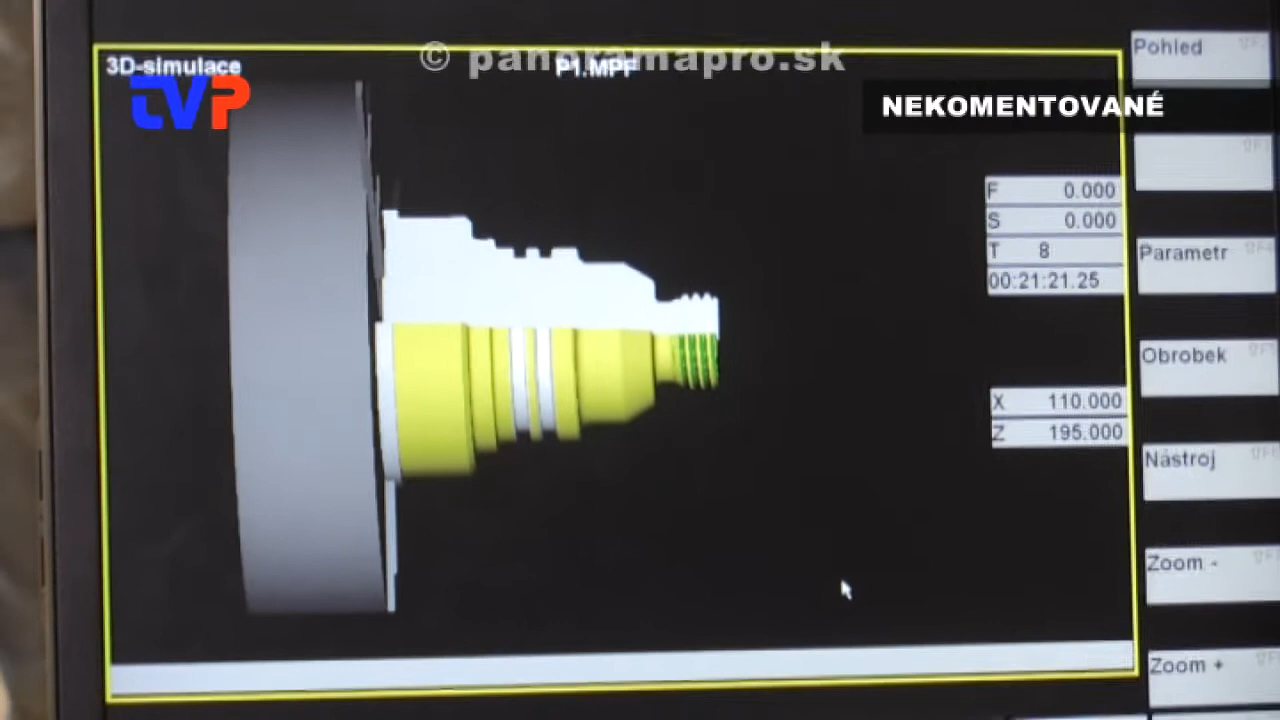 © panoramapro.sk
3D-simulace
P1.MPF
tvP
NEKOMENTOVANÉ
Pohled
F 0.000
S 0.000
T 8
00:21:21.25
Parametr
Obrobek
X 110.000
Z 195.000
Nástroj
Zoom -
Zoom +